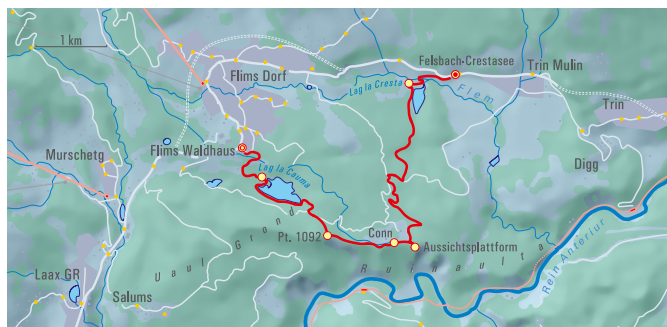 1 km
Felsbach-Crestasee
Trin Mulin
Flims Dorf
Lag la Cresta
Flem
Trin
Flims Waldhaus
Murschetg
Lag la Cauma
Digg
Uaul Grond
Pt. 1092
Conn
Aussichtsplattform
Ruinaulta
Rein Anteriur
Laax GR
Salums